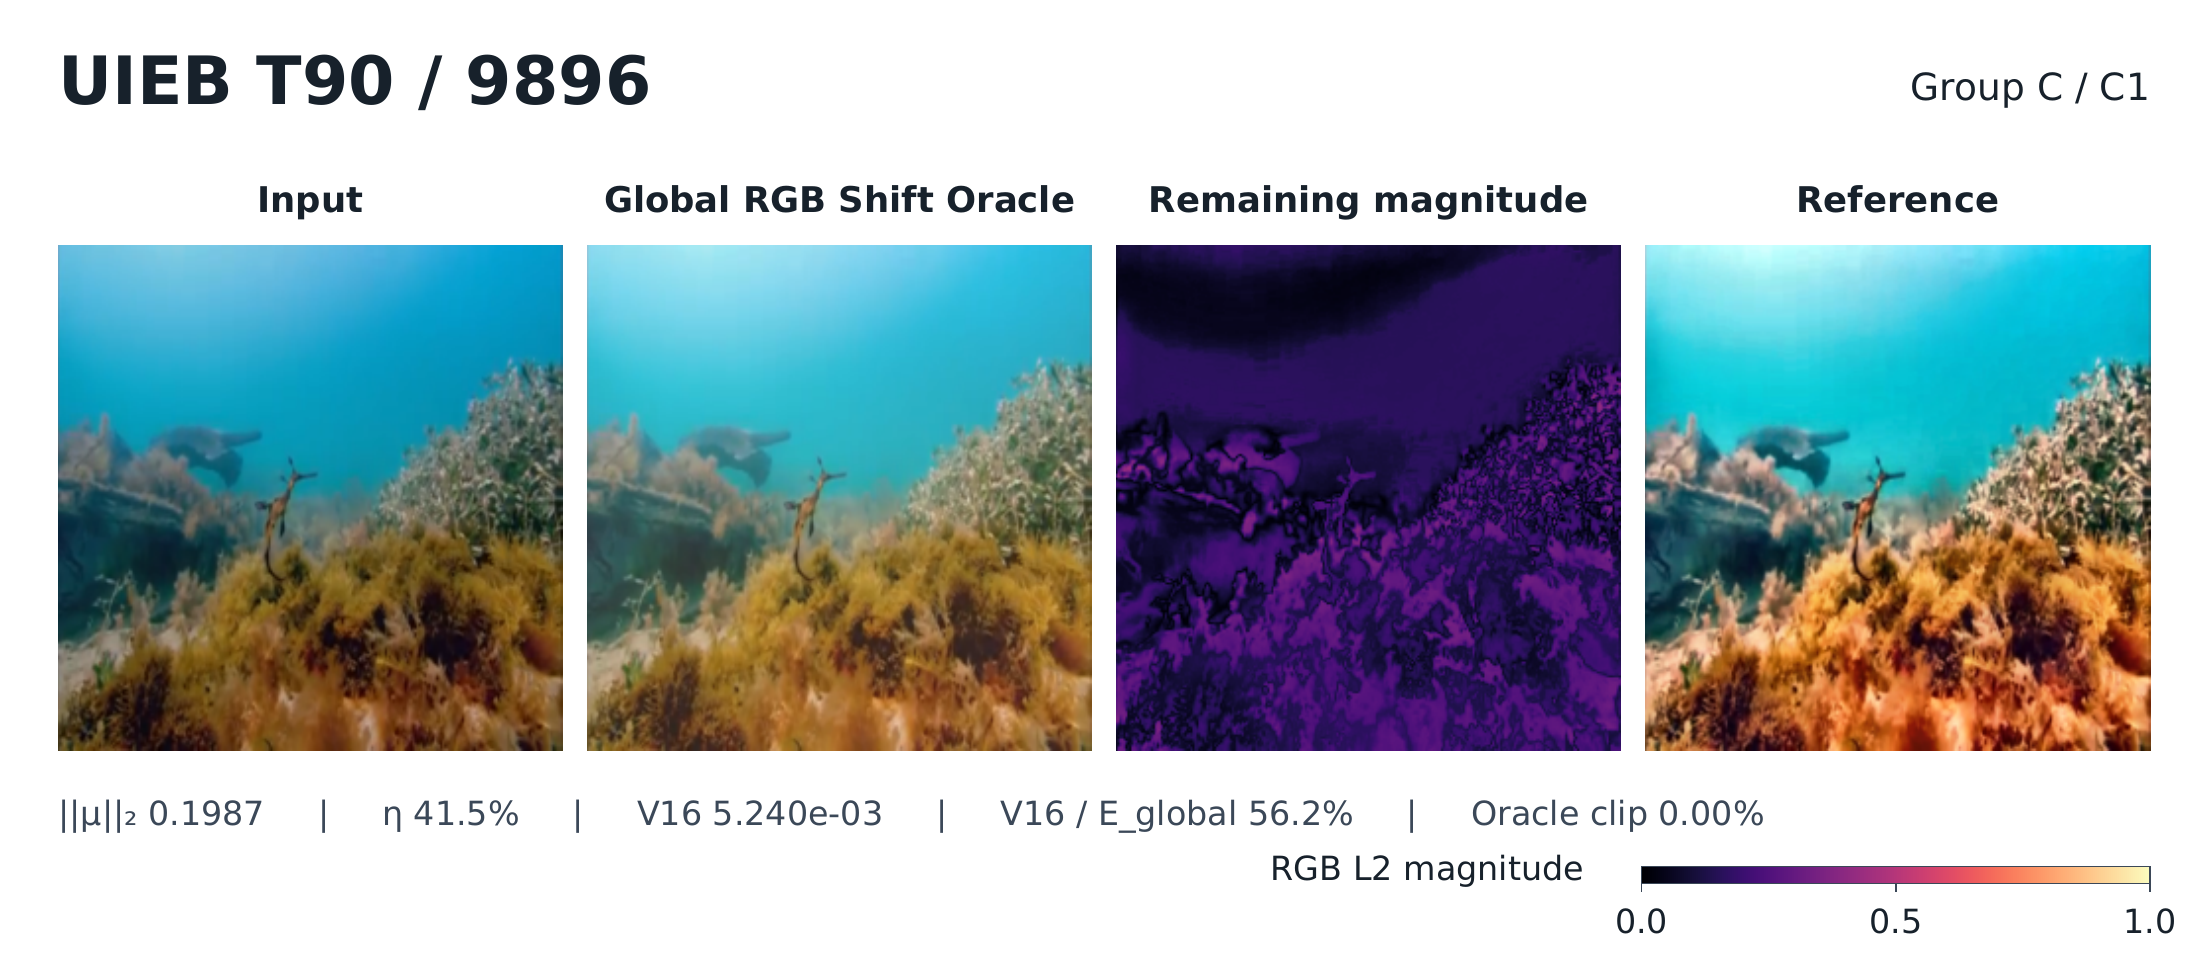 UIEB T90 / 9896
Group C / C1
Input
Global RGB Shift Oracle
Remaining magnitude
Reference
||μ||₂ 0.1987 | η 41.5% | V16 5.240e-03 | V16 / E_global 56.2% | Oracle clip 0.00%
RGB L2 magnitude
0.0 0.5 1.0